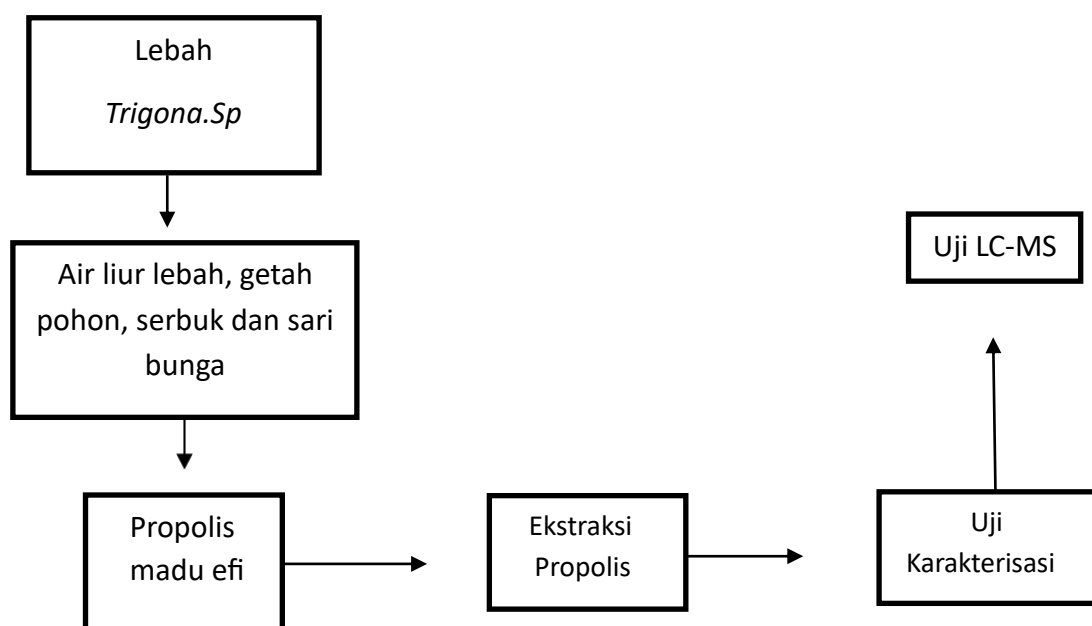 Lebah
Trigona.Sp
Air liur lebah, getah
pohon, serbuk dan sari
bunga
Propolis
madu efi
Ekstraksi
Propolis
Uji
Karakterisasi
Uji LC-MS